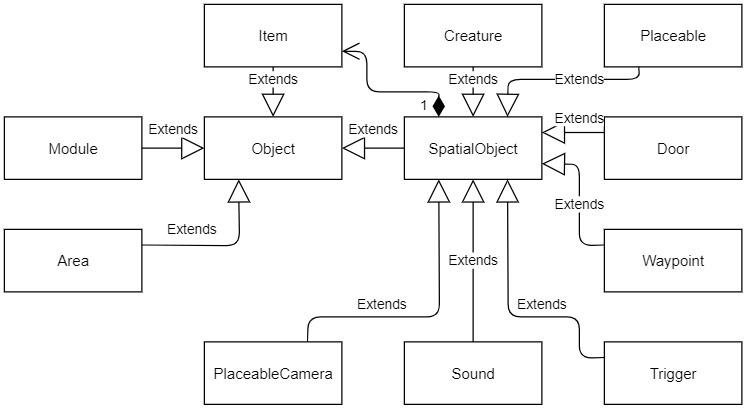 Item
Creature
Placeable
Extends
Extends
Extends
1
Extends
Module
Extends
Object
Extends
SpatialObject
Door
Extends
Extends
Area
Extends
Waypoint
Extends
Extends
PlaceableCamera
Sound
Trigger